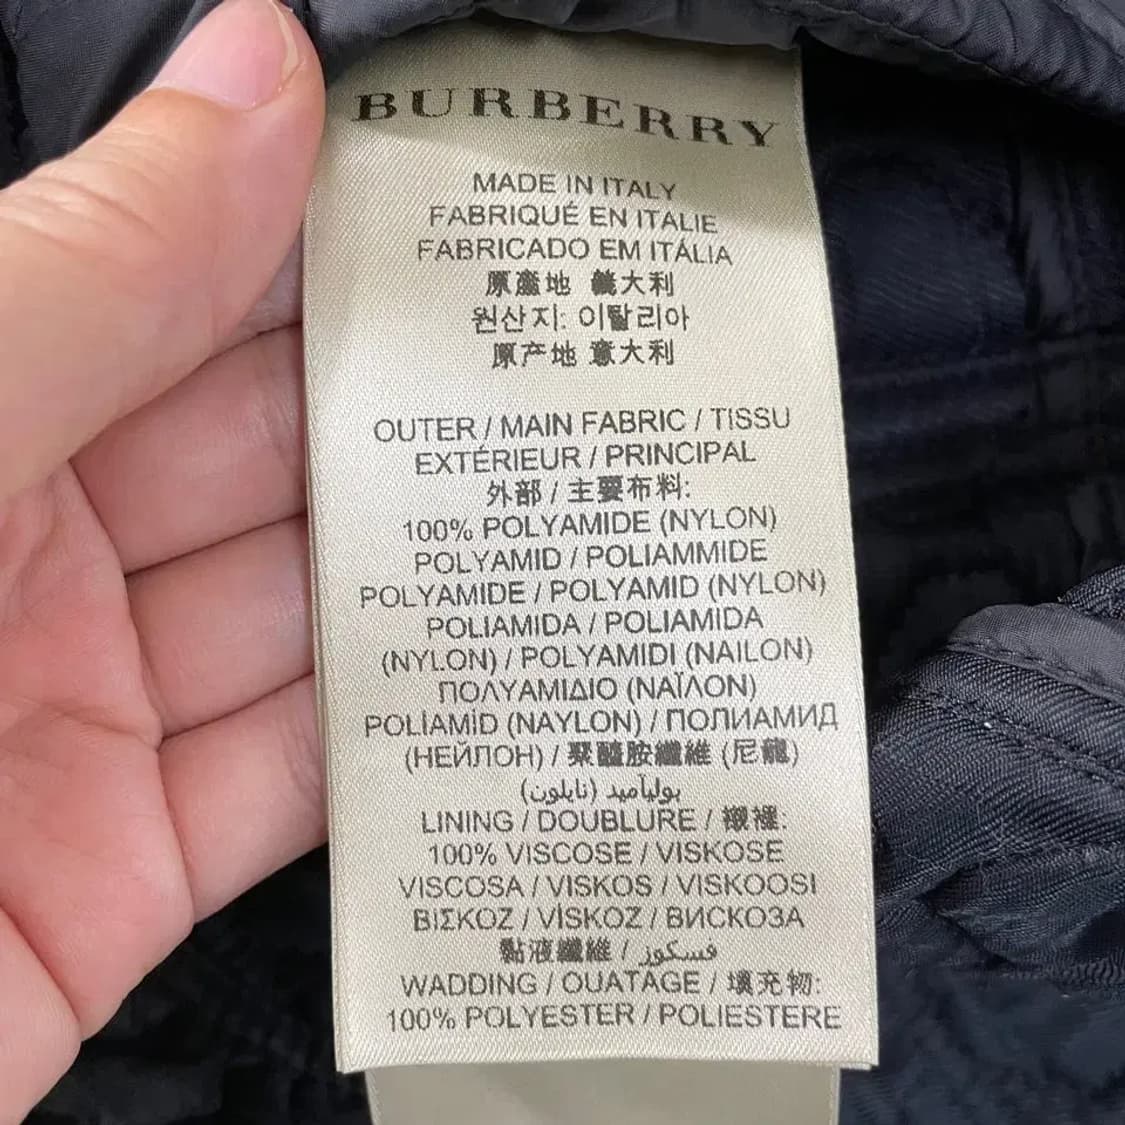 BURBERRY
MADE IN ITALY
FABRIQUÉ EN ITALIE
FABRICADO EM ITÁLIA
原產地 義大利
원산지: 이탈리아
原产地 意大利
OUTER / MAIN FABRIC / TISSU
EXTÉRIEUR / PRINCIPAL
外部 / 主要布料:
100% POLYAMIDE (NYLON)
POLYAMID / POLIAMMIDE
POLYAMIDE / POLYAMID (NYLON)
POLIAMIDA / POLIAMIDA
(NYLON) / POLYAMIDI (NAILON)
ΠΟΛΥΑΜΙΔΙΟ (ΝΑΪΛΟΝ)
POLİAMİD (NAYLON) / ПОЛИАМИД
(НЕЙЛОН) / 聚醯胺纖維 (尼龍)
بوليآميد (نايلون)
LINING / DOUBLURE / 襯裡:
100% VISCOSE / VISKOSE
VISCOSA / VISKOS / VISKOOSI
ΒΙΣΚΟΖ / VİSKOZ / ВИСКОЗА
黏液纖維 / فسكوز
WADDING / OUATAGE / 填充物:
100% POLYESTER / POLIESTERE